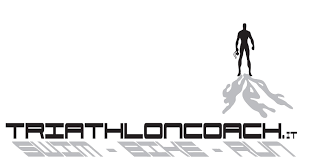 TRIATHLONCOACH.IT
SWIM - BIKE - RUN